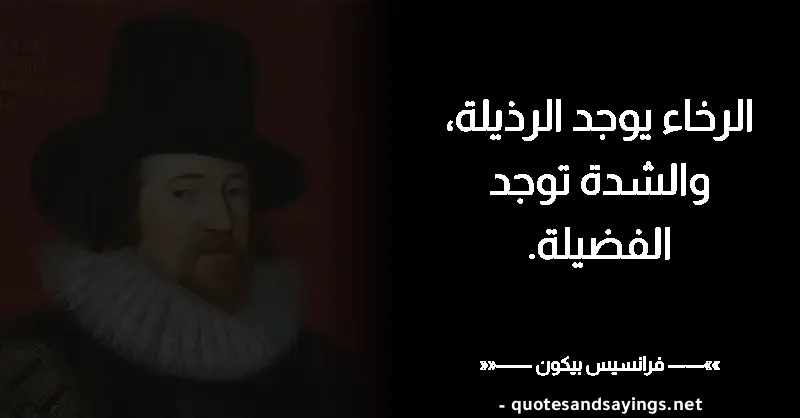 الرخاء يوجد الرذيلة،
والشدة توجد
الفضيلة.
»»—— فرانسيس بيكون ——««
- quotesandsayings.net